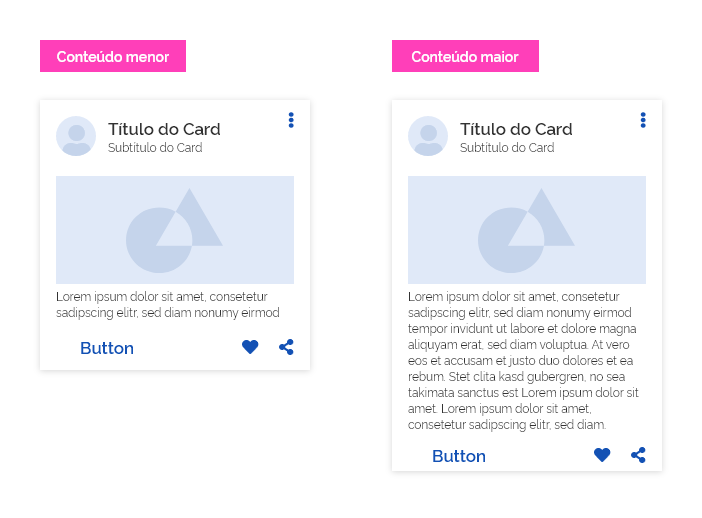 Conteúdo menor
Título do Card
Subtítulo do Card
Lorem ipsum dolor sit amet, consetetur
sadipscing elitr, sed diam nonumy eirmod
Button
Conteúdo maior
Título do Card
Subtítulo do Card
Lorem ipsum dolor sit amet, consetetur
sadipscing elitr, sed diam nonumy eirmod
tempor invidunt ut labore et dolore magna
aliquyam erat, sed diam voluptua. At vero
eos et accusam et justo duo dolores et ea
rebum. Stet clita kasd gubergren, no sea
takimata sanctus est Lorem ipsum dolor sit
amet. Lorem ipsum dolor sit amet,
consetetur sadipscing elitr, sed diam.
Button